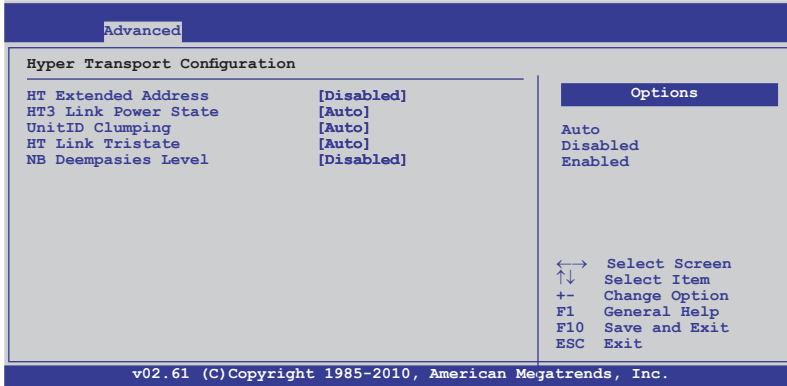 Advanced
Hyper Transport Configuration
HT Extended Address [Disabled]
HT3 Link Power State [Auto]
UnitID Clumping [Auto]
HT Link Tristate [Auto]
NB Deempasies Level [Disabled]
Options
Auto
Disabled
Enabled
←→ Select Screen
↑↓ Select Item
+- Change Option
F1 General Help
F10 Save and Exit
ESC Exit
v02.61 (C)Copyright 1985-2010, American Megatrends, Inc.